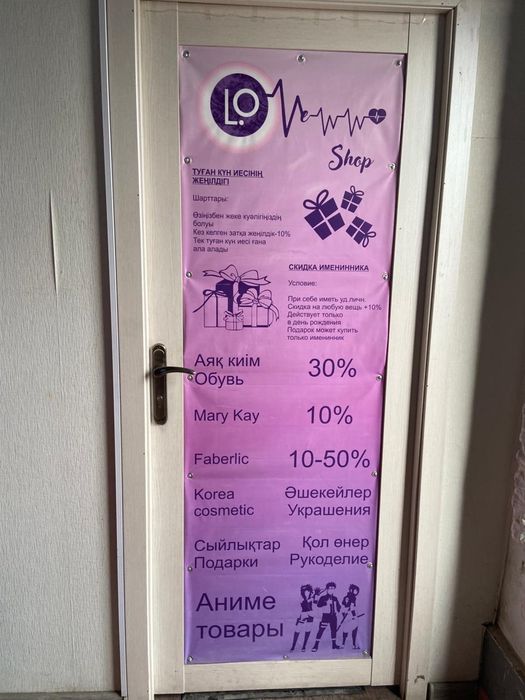 LOve
Shop
ТУҒАН КҮН ИЕСІНІҢ
ЖЕҢІЛДІГІ
Шарттары:
Өзіңізбен жеке куәлігіңіздің
болуы
Кез келген затқа жеңілдік-10%
Тек туған күн иесі ғана
ала алады
СКИДКА ИМЕНИННИКА
Условие:
При себе иметь уд.личн.
Скидка на любую вещь +10%
Действует только
в день рождения
Подарок может купить
только именинник
Аяқ киім
Обувь
30%
Mary Kay 10%
Faberlic 10-50%
Korea
cosmetic
Әшекейлер
Украшения
Сыйлықтар
Подарки
Қол өнер
Рукоделие
Аниме
товары